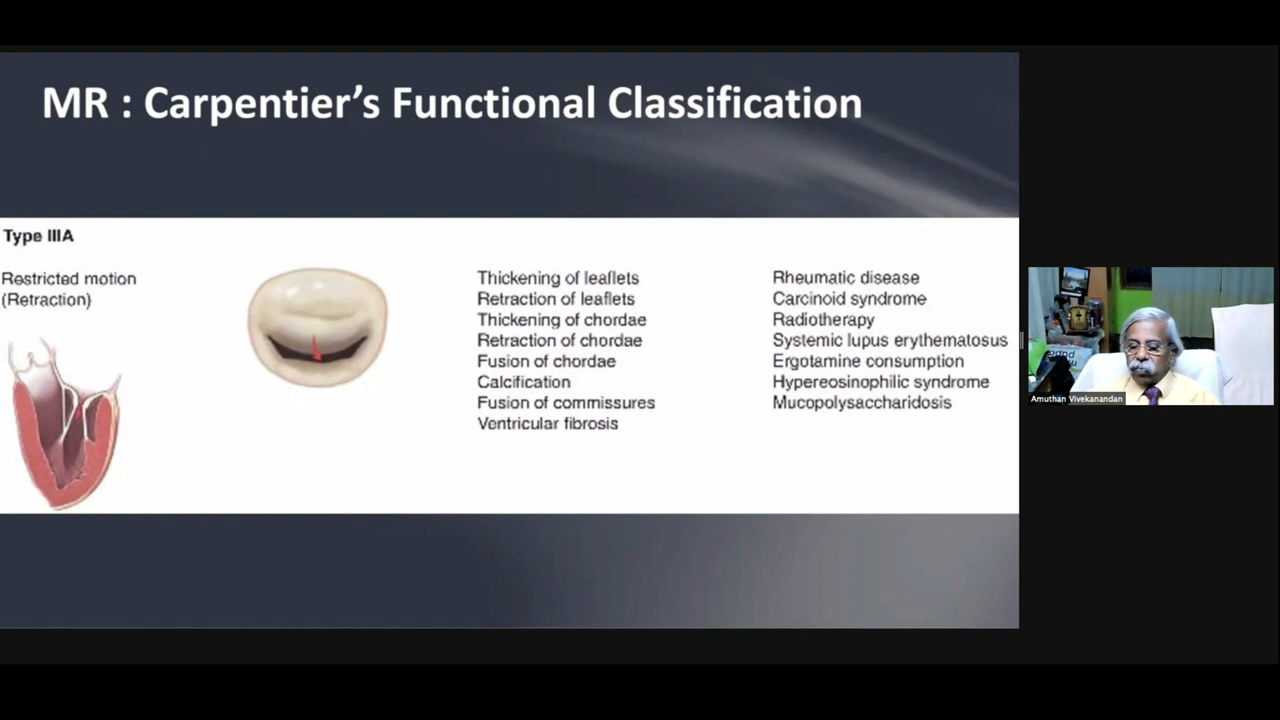 MR : Carpentier’s Functional Classification
Type IIIA
Restricted motion
(Retraction)
Thickening of leaflets
Retraction of leaflets
Thickening of chordae
Retraction of chordae
Fusion of chordae
Calcification
Fusion of commissures
Ventricular fibrosis
Rheumatic disease
Carcinoid syndrome
Radiotherapy
Systemic lupus erythematosus
Ergotamine consumption
Hypereosinophilic syndrome
Mucopolysaccharidosis
Amuthan Vivekanandan